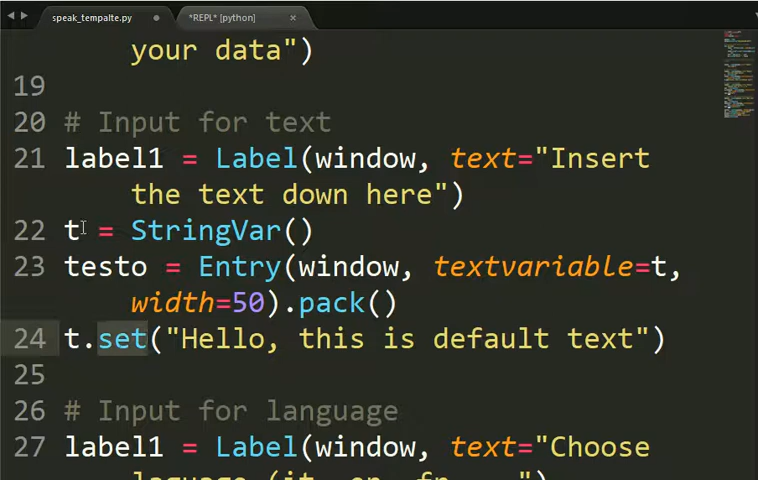 speak_tempalte.py
*REPL* [python]
your data")
19
20 # Input for text
21 label1 = Label(window, text="Insert
the text down here")
22 t = StringVar()
23 testo = Entry(window, textvariable=t,
width=50).pack()
24 t.set("Hello, this is default text")
25
26 # Input for language
27 label1 = Label(window, text="Choose